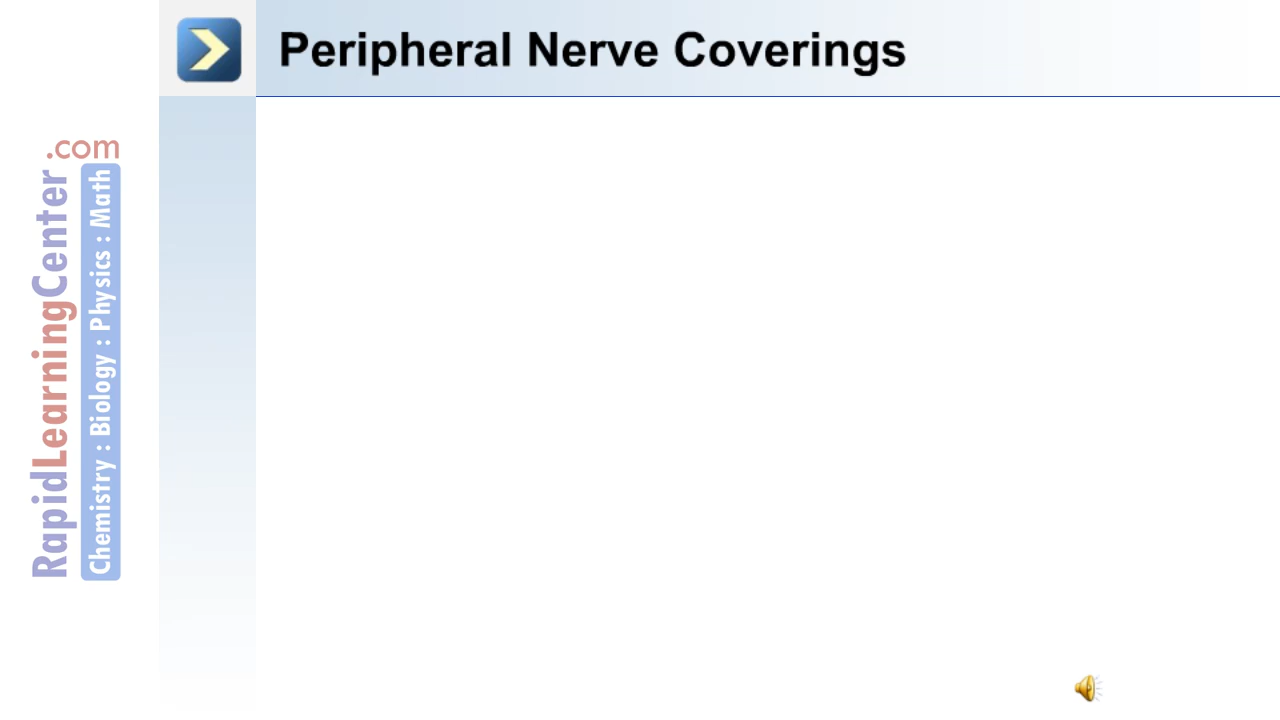 Peripheral Nerve Coverings
RapidLearningCenter
.com
Chemistry : Biology : Physics : Math